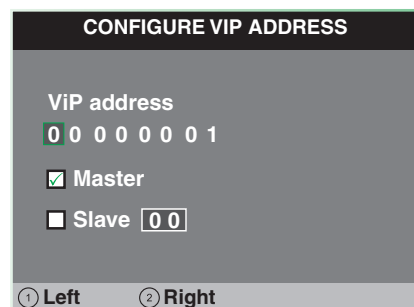 CONFIGURE VIP ADDRESS
ViP address
0 0 0 0 0 0 0 1
Master
Slave 0 0
1 Left 2 Right